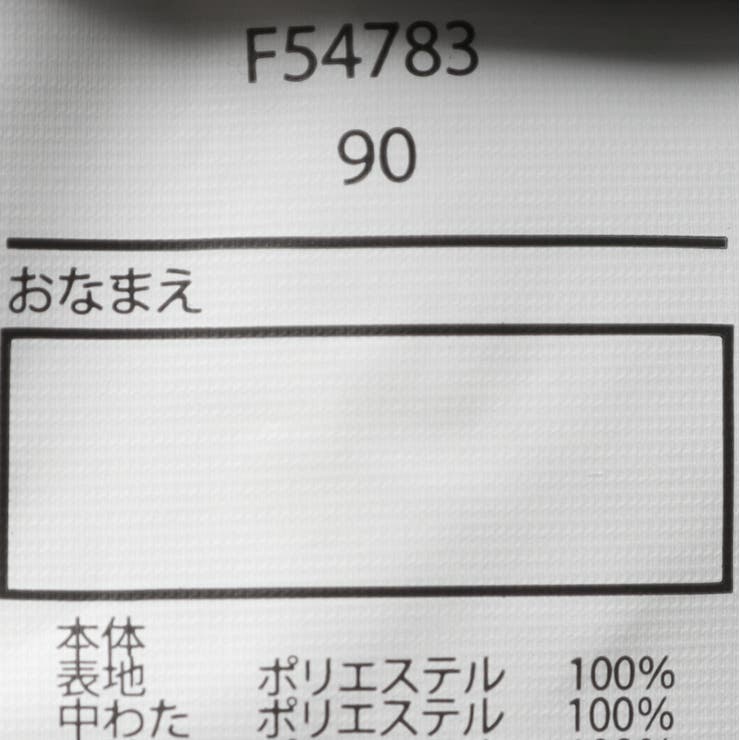 F54783
90
おなまえ
本体
表地 ポリエステル 100%
中わた ポリエステル 100%